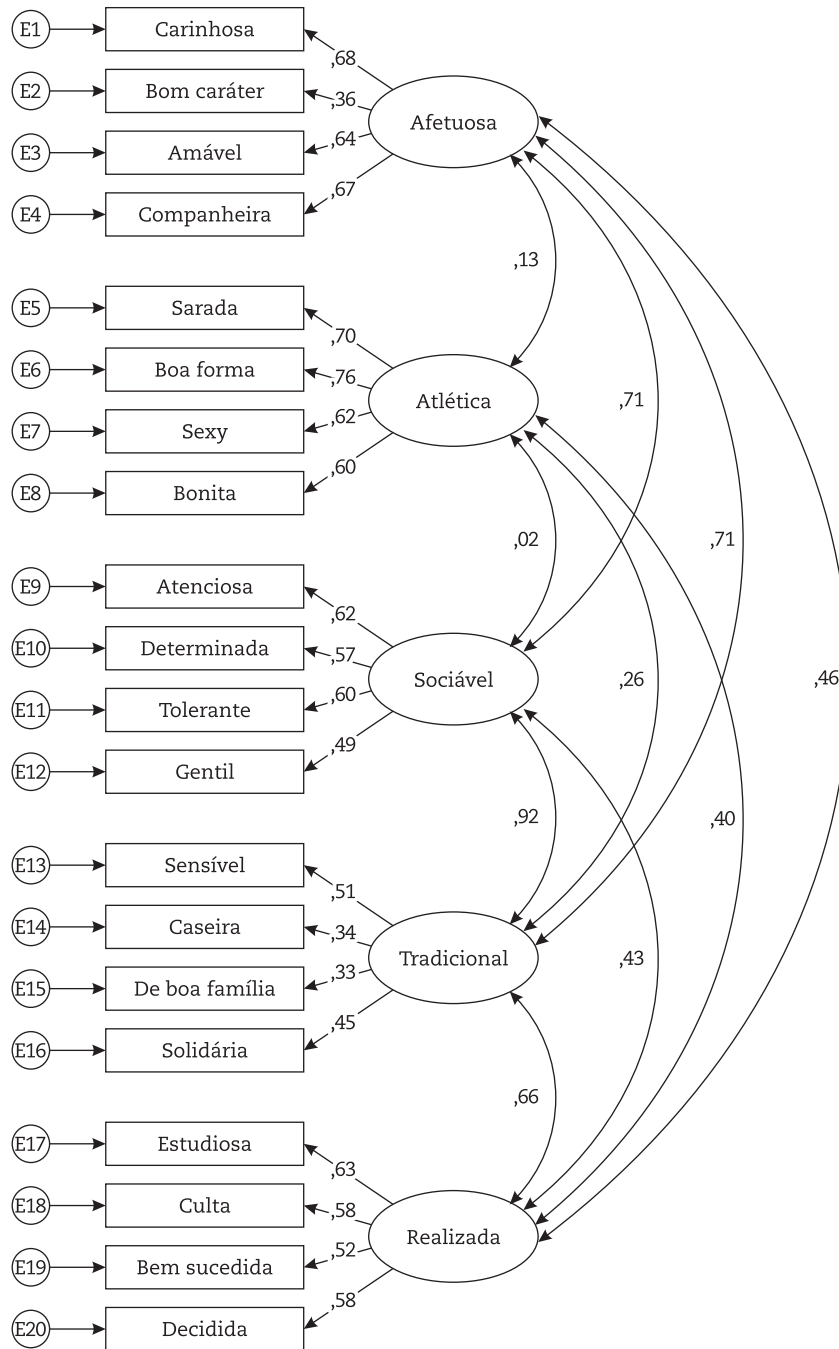 E1 Carinhosa
,68
E2 Bom caráter
,36
Afetuosa
E3 Amável
,64
E4 Companheira
,67
,13
E5 Sarada
,70
E6 Boa forma
,76
Atlética
,71
E7 Sexy
,62
E8 Bonita
,60
,02
,71
E9 Atenciosa
,62
E10 Determinada
,57
Sociável
,26
,46
E11 Tolerante
,60
E12 Gentil
,49
,92
,40
E13 Sensível
,51
E14 Caseira
,34
Tradicional
,43
E15 De boa família
,33
E16 Solidária
,45
,66
E17 Estudiosa
,63
E18 Culta
,58
Realizada
E19 Bem sucedida
,52
E20 Decidida
,58